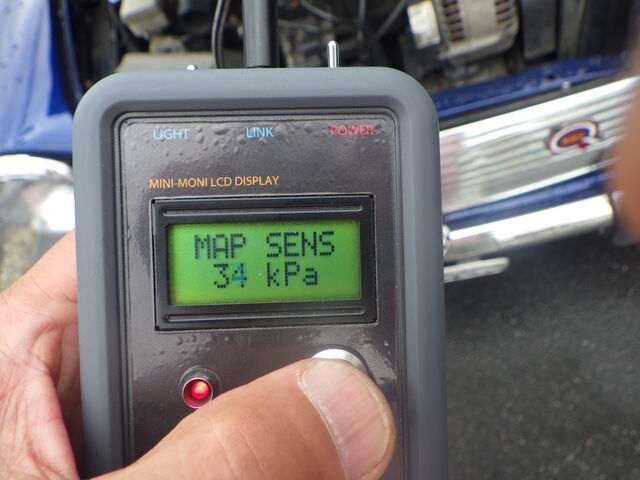 LIGHT LINK POWER
MINI-MONI LCD DISPLAY
MAP SENS
34 kPa